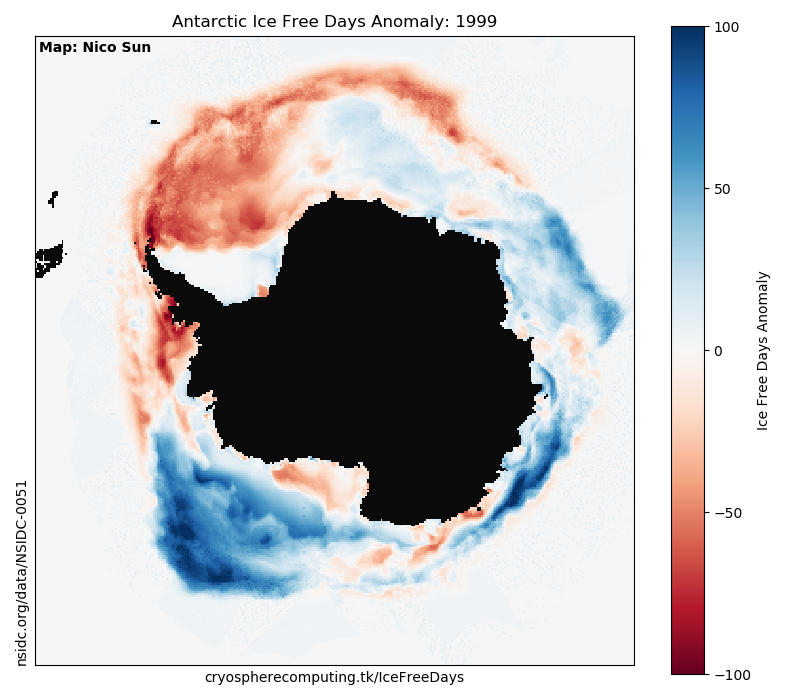 Antarctic Ice Free Days Anomaly: 1999
Map: Nico Sun
100
50
0
−50
−100
Ice Free Days Anomaly
nsidc.org/data/NSIDC-0051
cryospherecomputing.tk/IceFreeDays